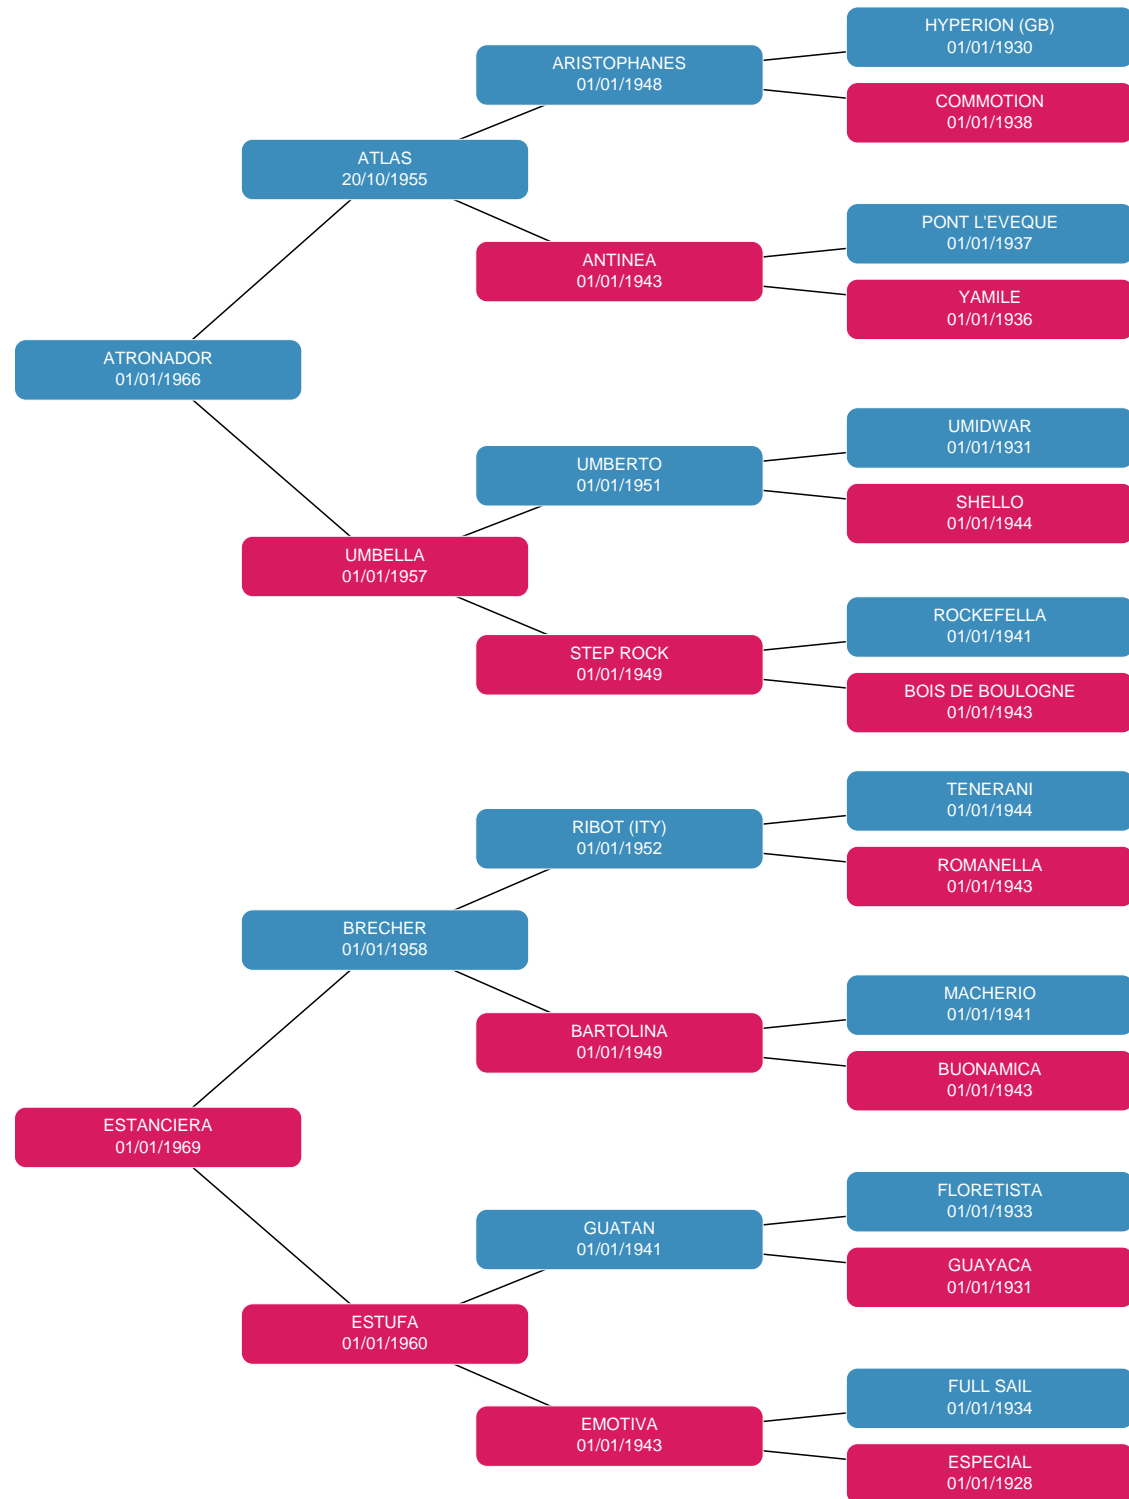 HYPERION (GB)
01/01/1930
ARISTOPHANES
01/01/1948
COMMOTION
01/01/1938
ATLAS
20/10/1955
PONT L'EVEQUE
01/01/1937
ANTINEA
01/01/1943
YAMILE
01/01/1936
ATRONADOR
01/01/1966
UMIDWAR
01/01/1931
UMBERTO
01/01/1951
SHELLO
01/01/1944
UMBELLA
01/01/1957
ROCKEFELLA
01/01/1941
STEP ROCK
01/01/1949
BOIS DE BOULOGNE
01/01/1943
TENERANI
01/01/1944
RIBOT (ITY)
01/01/1952
ROMANELLA
01/01/1943
BRECHER
01/01/1958
MACHERIO
01/01/1941
BARTOLINA
01/01/1949
BUONAMICA
01/01/1943
ESTANCIERA
01/01/1969
FLORETISTA
01/01/1933
GUATAN
01/01/1941
GUAYACA
01/01/1931
ESTUFA
01/01/1960
FULL SAIL
01/01/1934
EMOTIVA
01/01/1943
ESPECIAL
01/01/1928